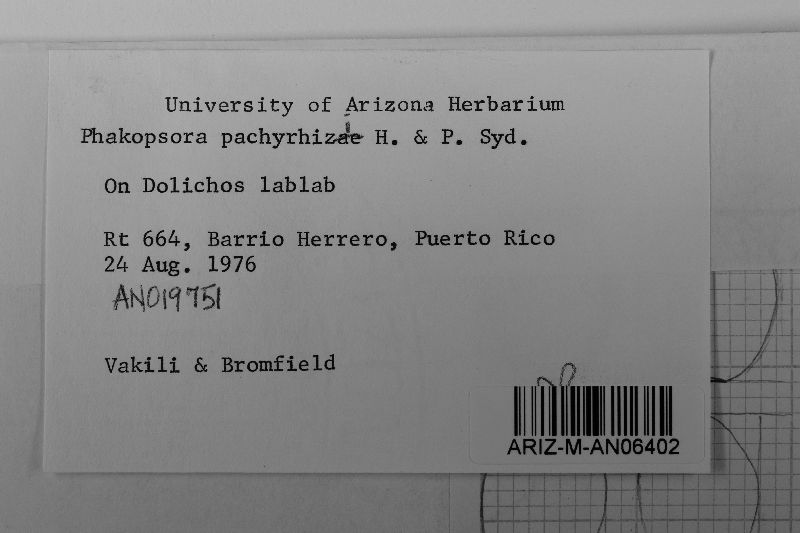 University of Arizona Herbarium
Phakopsora pachyrhizi H. & P. Syd.
On Dolichos lablab
Rt 664, Barrio Herrero, Puerto Rico
24 Aug. 1976
AN019751
Vakili & Bromfield
ARIZ-M-AN06402